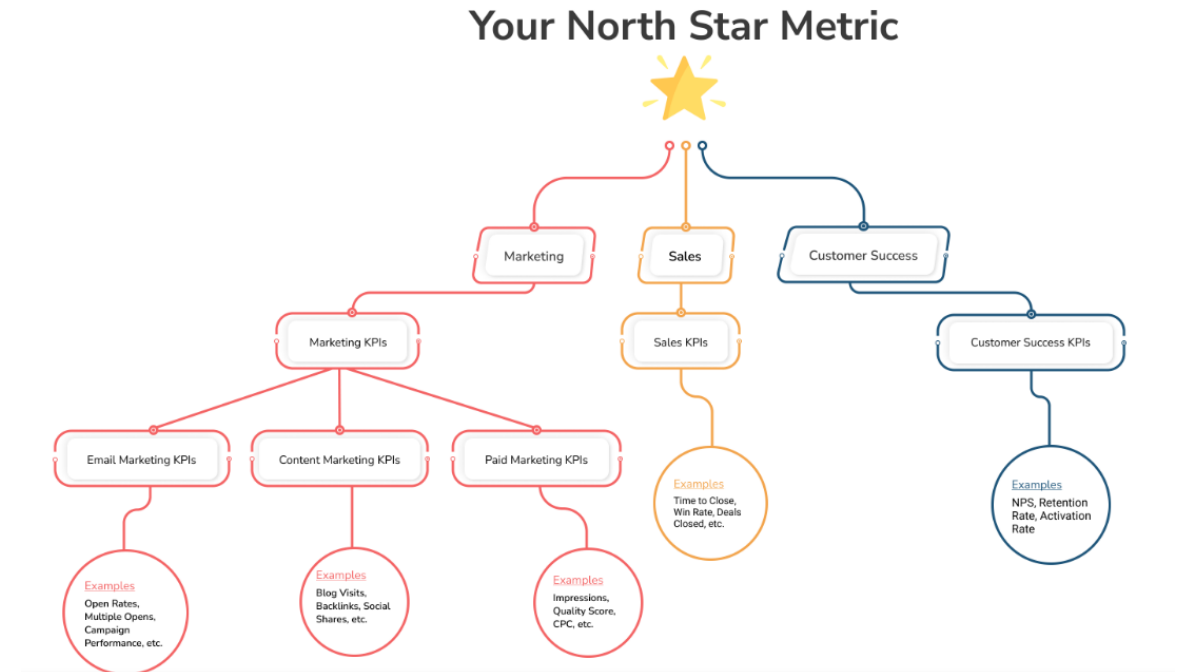 Your North Star Metric
Marketing
Sales
Customer Success
Marketing KPIs
Sales KPIs
Customer Success KPIs
Email Marketing KPIs
Content Marketing KPIs
Paid Marketing KPIs
Examples
Time to Close,
Win Rate, Deals
Closed, etc.
Examples
NPS, Retention
Rate, Activation
Rate
Examples
Open Rates,
Multiple Opens,
Campaign
Performance, etc.
Examples
Blog Visits,
Backlinks, Social
Shares, etc.
Examples
Impressions,
Quality Score,
CPC, etc.